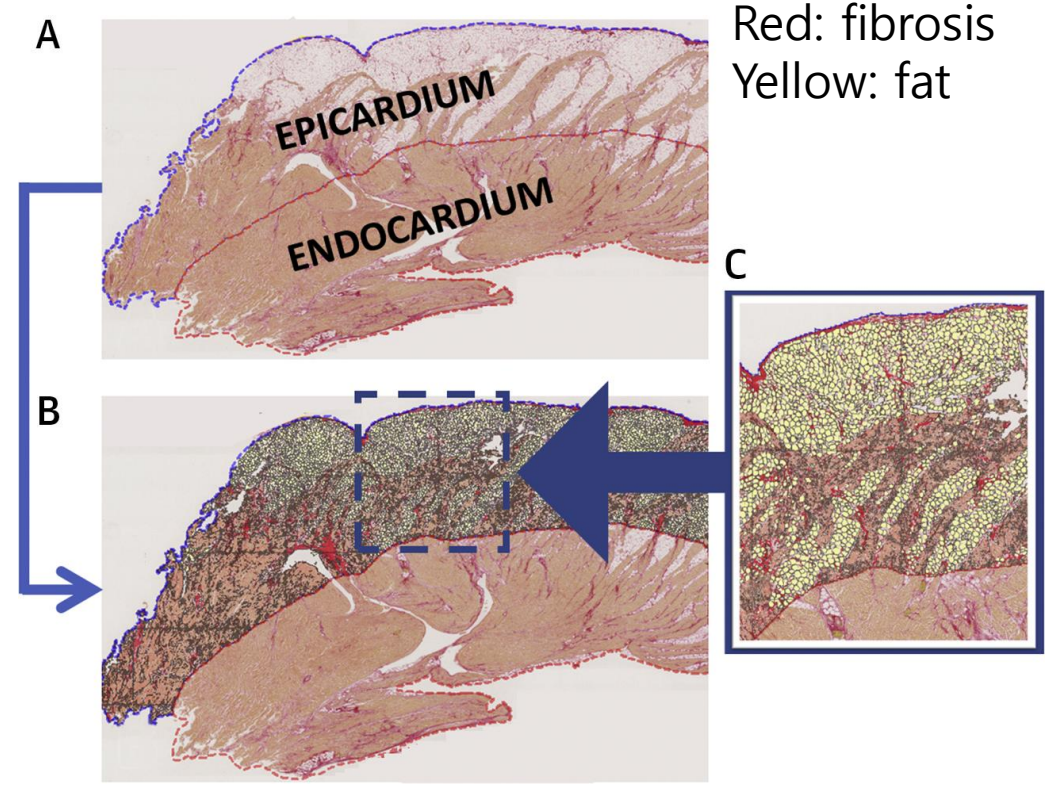 A
Red: fibrosis
Yellow: fat
EPICARDIUM
ENDOCARDIUM
C
B